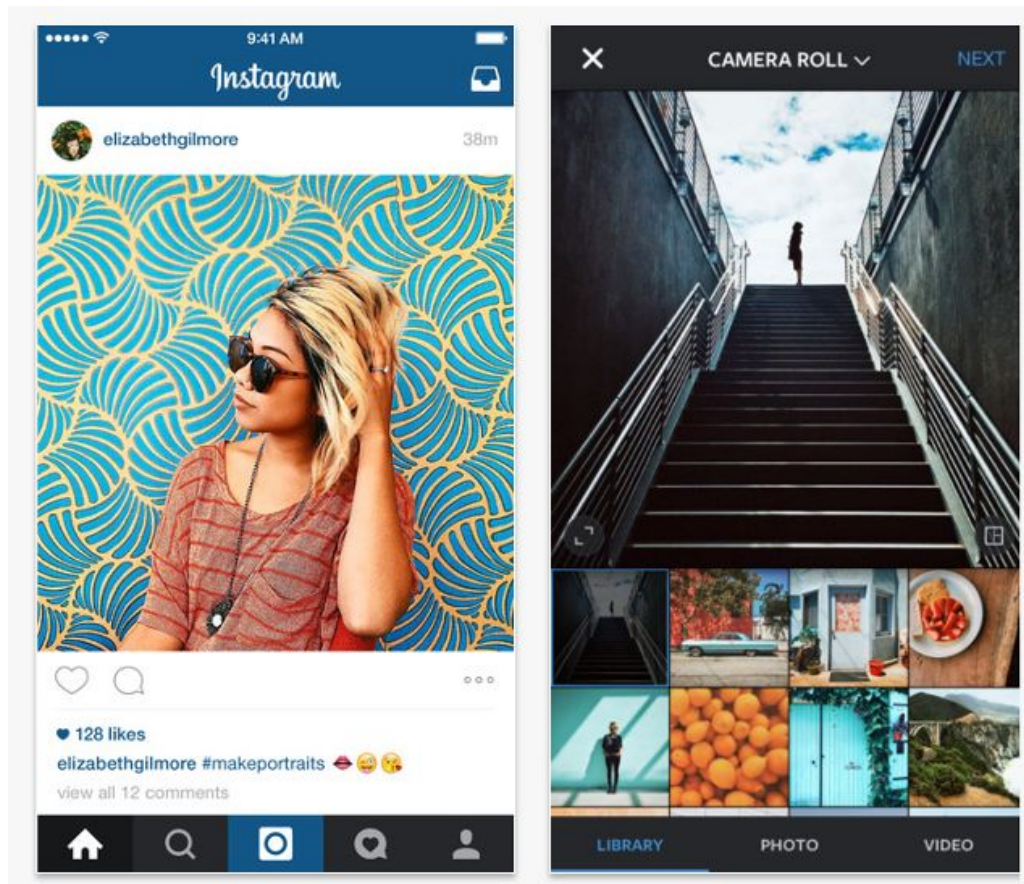 9:41 AM
Instagram
elizabethgilmore
38m
128 likes
elizabethgilmore #makeportraits 👄😜😘
view all 12 comments
CAMERA ROLL
NEXT
LIBRARY
PHOTO
VIDEO